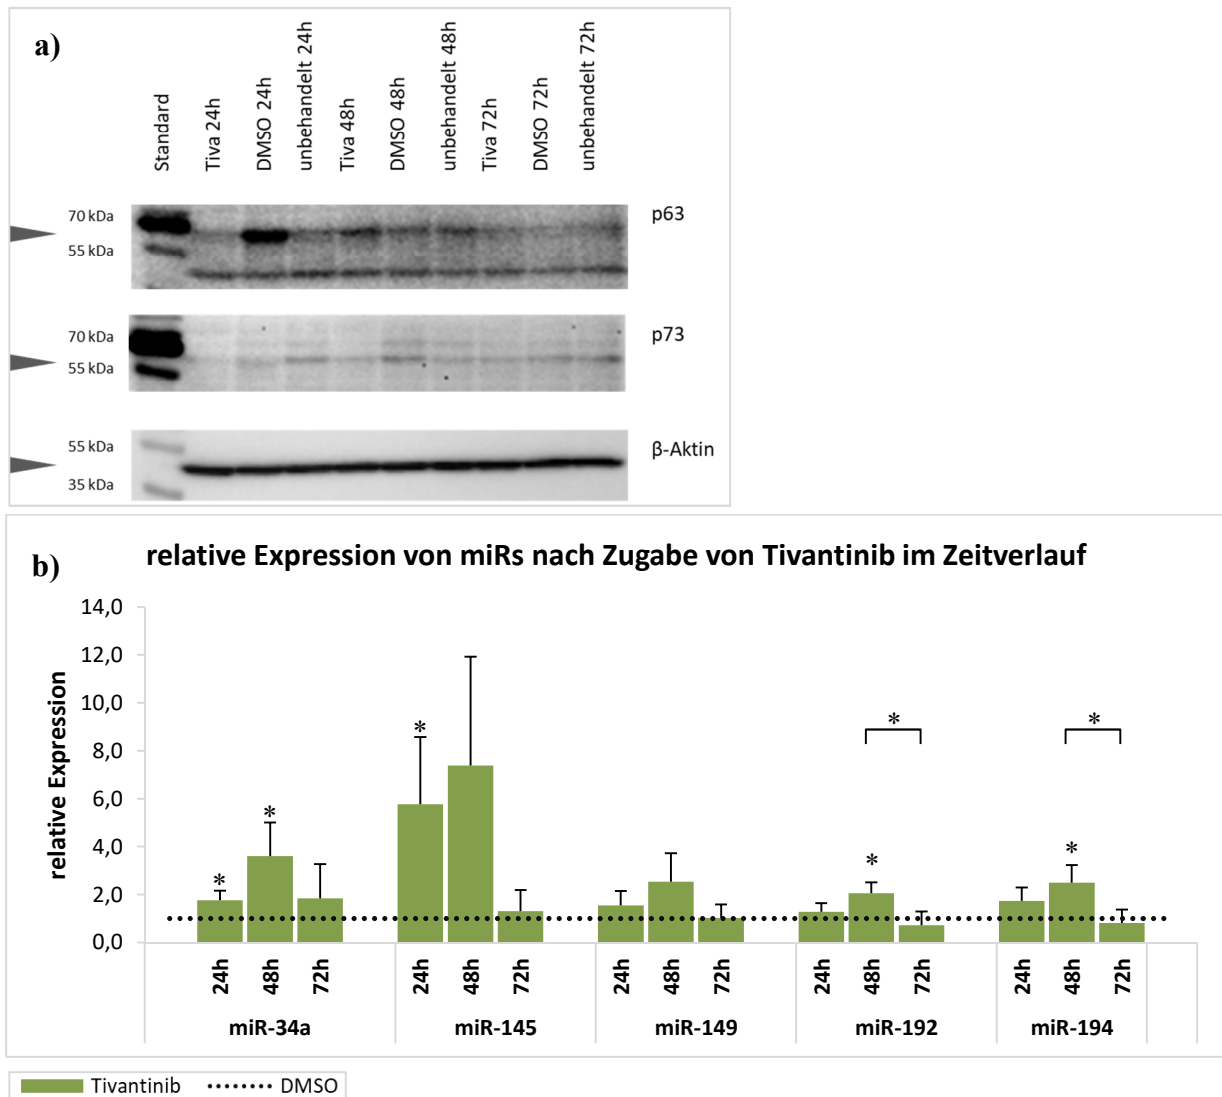 a)
Standard
Tiva 24h
DMSO 24h
unbehandelt 24h
Tiva 48h
DMSO 48h
unbehandelt 48h
Tiva 72h
DMSO 72h
unbehandelt 72h
70 kDa
55 kDa
p63
70 kDa
55 kDa
p73
55 kDa
35 kDa
β-Aktin
b)
relative Expression von miRs nach Zugabe von Tivantinib im Zeitverlauf
relative Expression
14,0
12,0
10,0
8,0
6,0
4,0
2,0
0,0
* * * * * * *
24h 48h 72h 24h 48h 72h 24h 48h 72h 24h 48h 72h 24h 48h 72h
miR-34a miR-145 miR-149 miR-192 miR-194
Tivantinib DMSO